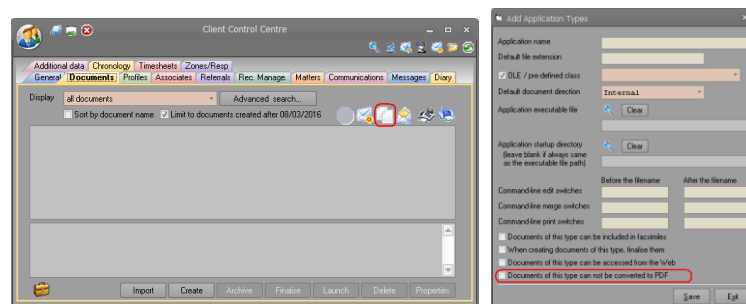 Client Control Centre
Additional data Chronology Timesheets Zones/Resp
General Documents Profiles Associates Referrals Rec. Manage. Matters Communications Messages Diary
Display all documents Advanced search...
Sort by document name Limit to documents created after 08/03/2016
Import Create Archive Finalise Launch Delete Properties
Add Application Types
Application name
Default file extension
OLE / pre-defined class
Default document direction Internal
Application executable file Clear
Application startup directory Clear
(leave blank if always same
as the executable file path)
Before the filename After the filename
Command-line edit switches
Command-line merge switches
Command-line print switches
Documents of this type can be included in facsimiles
When creating documents of this type, finalise them
Documents of this type can be accessed from the Web
Documents of this type can not be converted to PDF
Save Exit